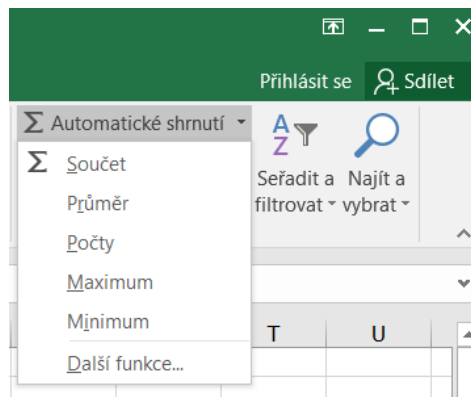 Přihlásit se Sdílet
Σ Automatické shrnutí
Σ Součet
Průměr
Počty
Maximum
Minimum
Další funkce...
A
Z
Seřadit a
filtrovat
Najít a
vybrat
T U